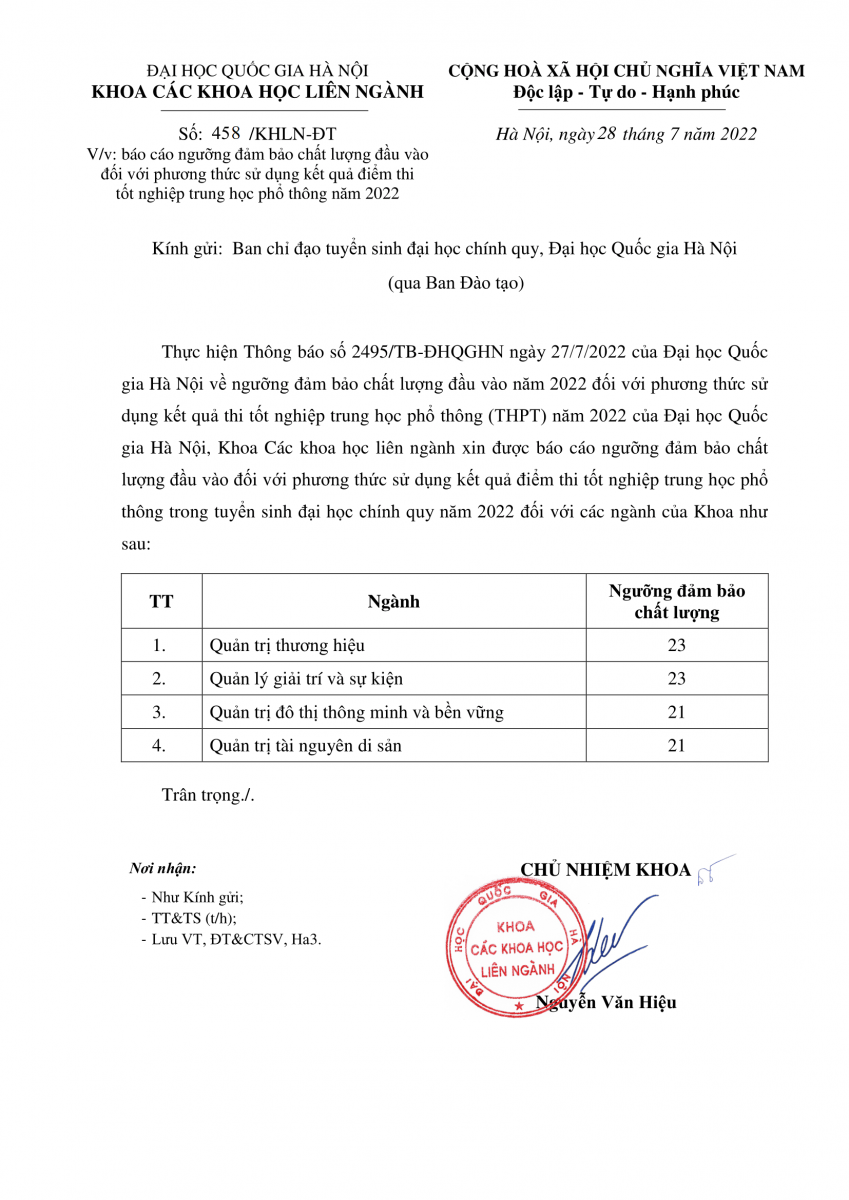 ĐẠI HỌC QUỐC GIA HÀ NỘI
KHOA CÁC KHOA HỌC LIÊN NGÀNH
CỘNG HOÀ XÃ HỘI CHỦ NGHĨA VIỆT NAM
Độc lập - Tự do - Hạnh phúc
Số: 458 /KHLN-ĐT
V/v: báo cáo ngưỡng đảm bảo chất lượng đầu vào
đối với phương thức sử dụng kết quả điểm thi
tốt nghiệp trung học phổ thông năm 2022
Hà Nội, ngày 28 tháng 7 năm 2022
Kính gửi: Ban chỉ đạo tuyển sinh đại học chính quy, Đại học Quốc gia Hà Nội
(qua Ban Đào tạo)
Thực hiện Thông báo số 2495/TB-ĐHQGHN ngày 27/7/2022 của Đại học Quốc
gia Hà Nội về ngưỡng đảm bảo chất lượng đầu vào năm 2022 đối với phương thức sử
dụng kết quả thi tốt nghiệp trung học phổ thông (THPT) năm 2022 của Đại học Quốc
gia Hà Nội, Khoa Các khoa học liên ngành xin được báo cáo ngưỡng đảm bảo chất
lượng đầu vào đối với phương thức sử dụng kết quả điểm thi tốt nghiệp trung học phổ
thông trong tuyển sinh đại học chính quy năm 2022 đối với các ngành của Khoa như
sau:
TT Ngành Ngưỡng đảm bảo
chất lượng
1. Quản trị thương hiệu 23
2. Quản lý giải trí và sự kiện 23
3. Quản trị đô thị thông minh và bền vững 21
4. Quản trị tài nguyên di sản 21
Trân trọng./.
Nơi nhận:
- Như Kính gửi;
- TT&TS (t/h);
- Lưu VT, ĐT&CTSV, Ha3.
CHỦ NHIỆM KHOA
ĐẠI HỌC QUỐC GIA HÀ NỘI
KHOA
CÁC KHOA HỌC
LIÊN NGÀNH
Nguyễn Văn Hiệu